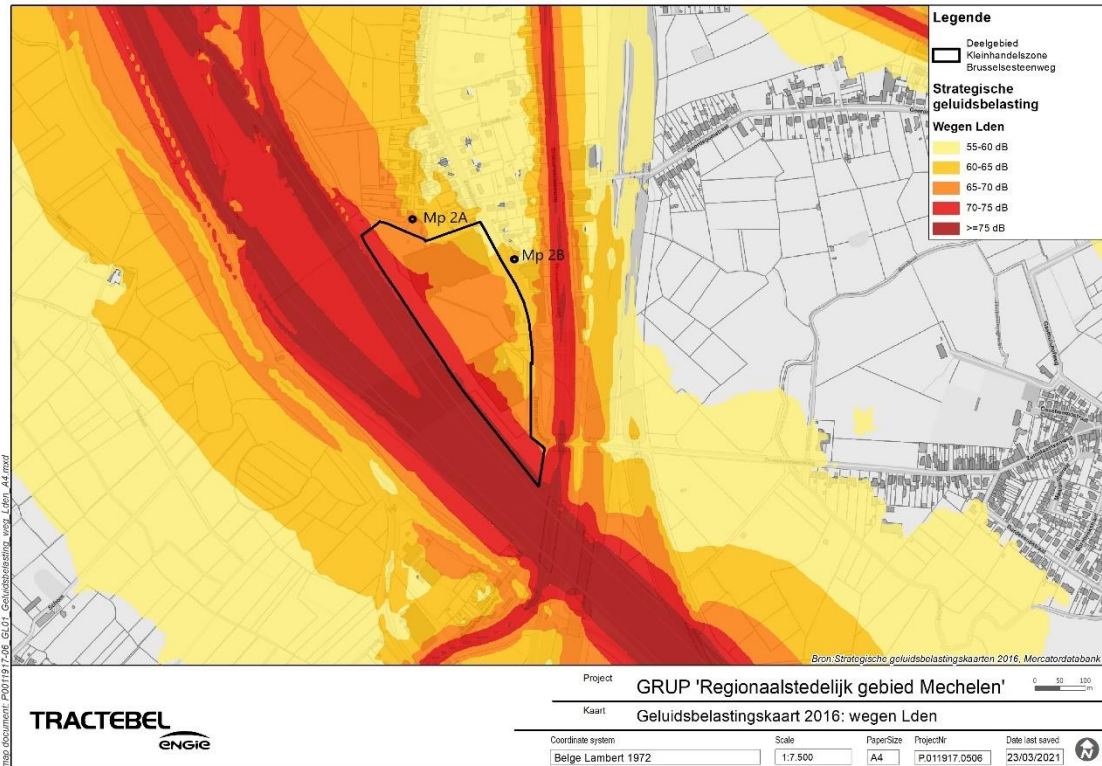 Legende
Deelgebied
Kleinhandelszone
Brusselsesteenweg
Strategische
geluidsbelasting
Wegen Lden
55-60 dB
60-65 dB
65-70 dB
70-75 dB
>=75 dB
Mp 2A
Mp 2B
School
Bron:Strategische geluidsbelastingskaarten 2016, Mercatordatabank
map document: P0011917-06_GL01_Geluidsbelasting_weg_Lden_A4.mxd
TRACTEBEL
ENGIE
Project
GRUP 'Regionaalstedelijk gebied Mechelen'
0 50 100
m
Kaart
Geluidsbelastingskaart 2016: wegen Lden
Coordinate system
Scale
PaperSize
ProjectNr
Date last saved
Belge Lambert 1972
1:7.500
A4
P.011917.0506
23/03/2021
N